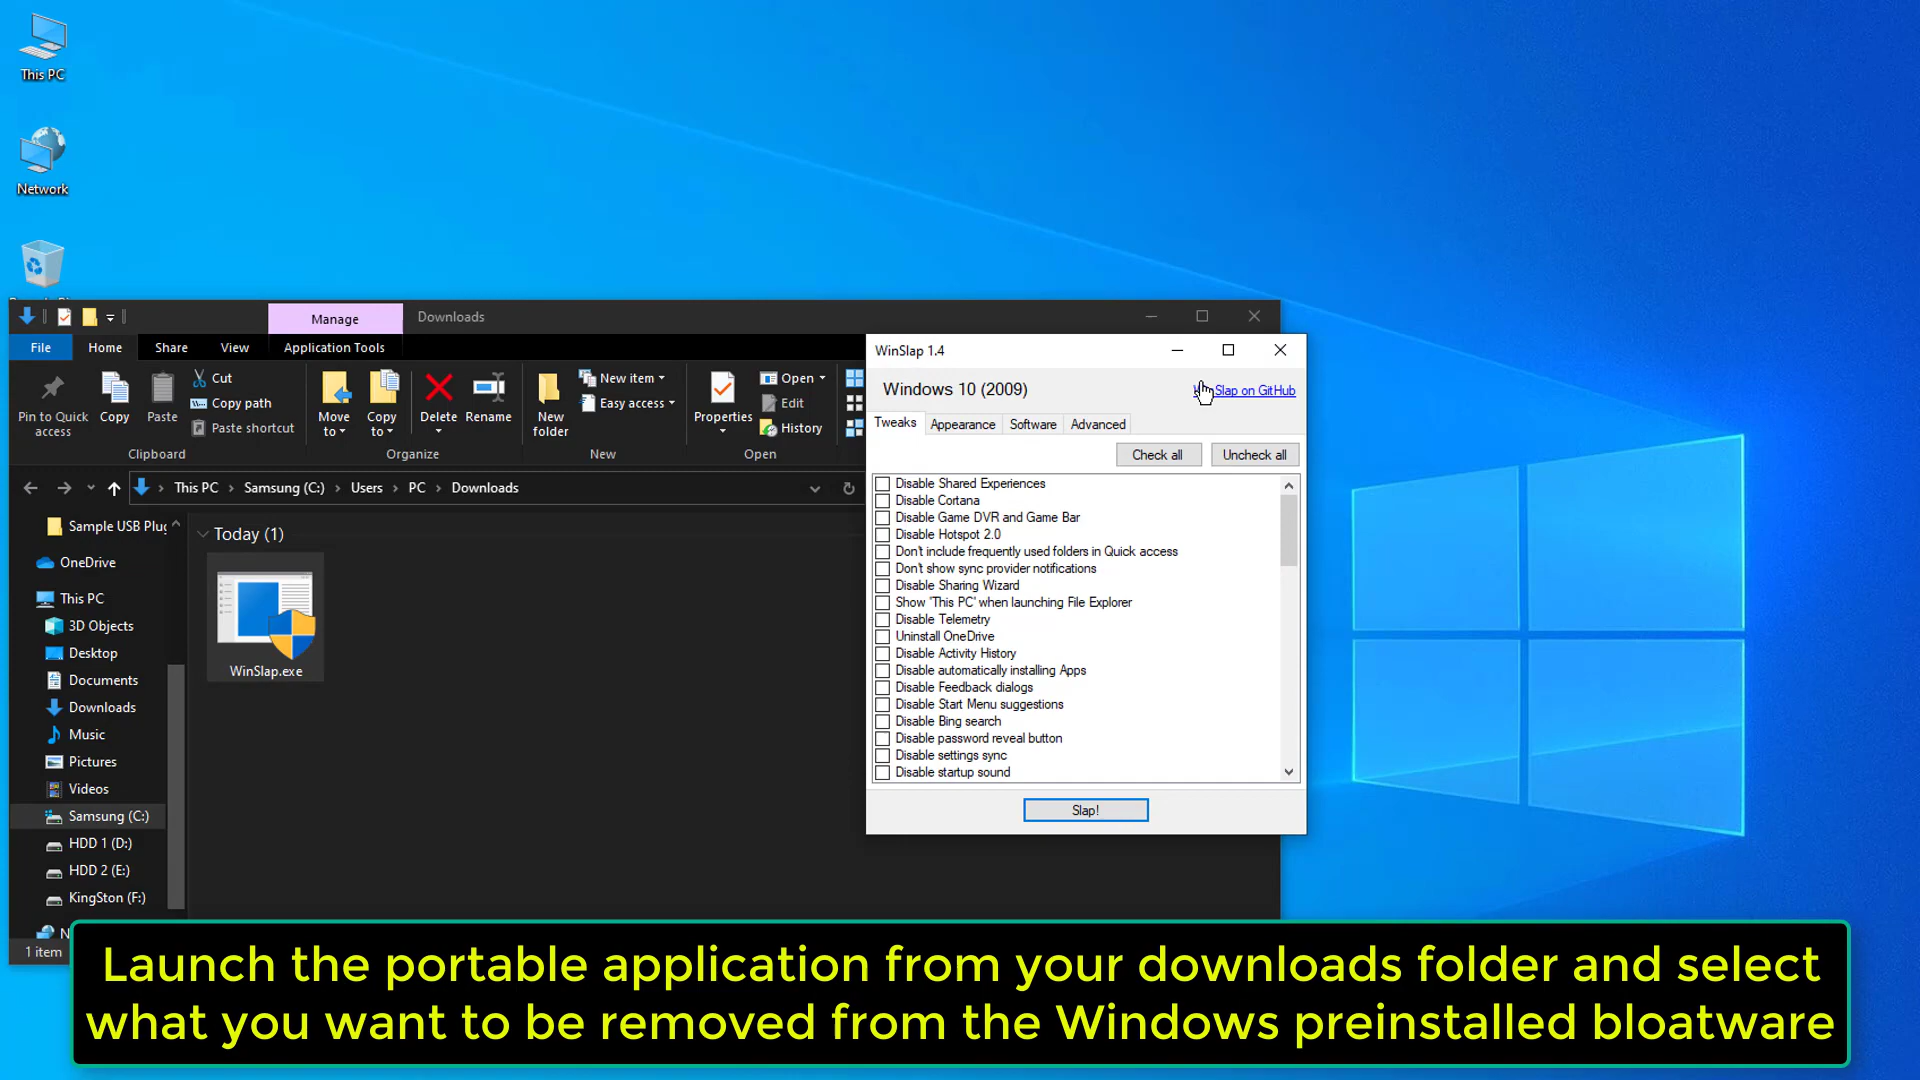 This PC
Network
Manage
Downloads
File
Home
Share
View
Application Tools
Pin to Quick
access
Copy
Paste
Cut
Copy path
Paste shortcut
Clipboard
Move
to
Copy
to
Delete
Rename
Organize
New
folder
New item
Easy access
New
Properties
Open
Edit
History
Open
This PC
Samsung (C:)
Users
PC
Downloads
Sample USB Plug
OneDrive
This PC
3D Objects
Desktop
Documents
Downloads
Music
Pictures
Videos
Samsung (C:)
HDD 1 (D:)
HDD 2 (E:)
KingSton (F:)
1 item
Today (1)
WinSlap.exe
WinSlap 1.4
Windows 10 (2009)
Slap on GitHub
Tweaks
Appearance
Software
Advanced
Check all
Uncheck all
Disable Shared Experiences
Disable Cortana
Disable Game DVR and Game Bar
Disable Hotspot 2.0
Don't include frequently used folders in Quick access
Don't show sync provider notifications
Disable Sharing Wizard
Show 'This PC' when launching File Explorer
Disable Telemetry
Uninstall OneDrive
Disable Activity History
Disable automatically installing Apps
Disable Feedback dialogs
Disable Start Menu suggestions
Disable Bing search
Disable password reveal button
Disable settings sync
Disable startup sound
Slap!
Launch the portable application from your downloads folder and select
what you want to be removed from the Windows preinstalled bloatware